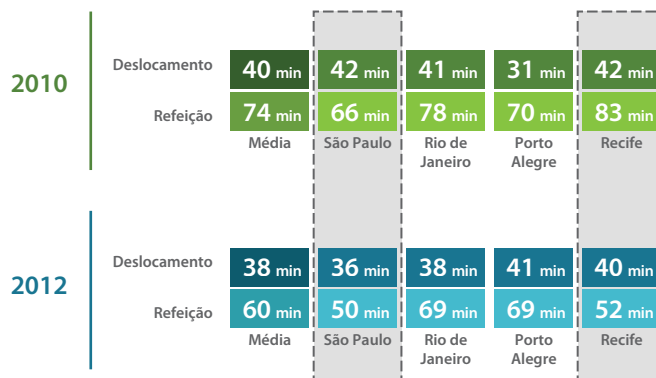 2010
Deslocamento
40 min 42 min 41 min 31 min 42 min
Refeição
74 min 66 min 78 min 70 min 83 min
Média São Paulo Rio de Porto Recife
Janeiro Alegre
2012
Deslocamento
38 min 36 min 38 min 41 min 40 min
Refeição
60 min 50 min 69 min 69 min 52 min
Média São Paulo Rio de Porto Recife
Janeiro Alegre